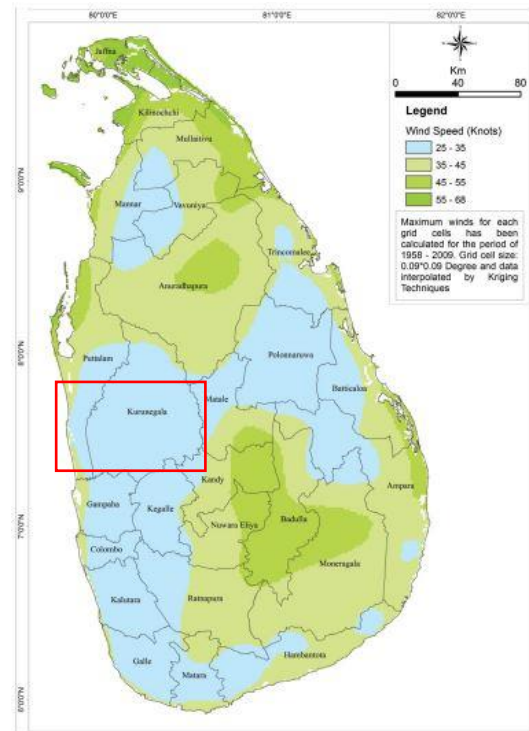 80°0'0"E
81°0'0"E
82°0'0"E
Km
0 40 80
Legend
Wind Speed (Knots)
25 - 35
35 - 45
45 - 55
55 - 68
Maximum winds for each
grid cells has been
calculated for the period of
1958 - 2009. Grid cell size:
0.09*0.09 Degree and data
interpolated by Kriging
Techniques
Jaffna
Kilinochchi
Mullaitivu
9°0'0"N
Mannar
Vavuniya
Trincomalee
Anuradhapura
8°0'0"N
Puttalam
Polonnaruwa
Batticaloa
Kurunegala
Matale
Kandy
Ampara
Gampaha
Kegalle
7°0'0"N
Nuwara Eliya
Badulla
Colombo
Moneragala
Kalutara
Ratnapura
Galle
Matara
Hambantota
6°0'0"N